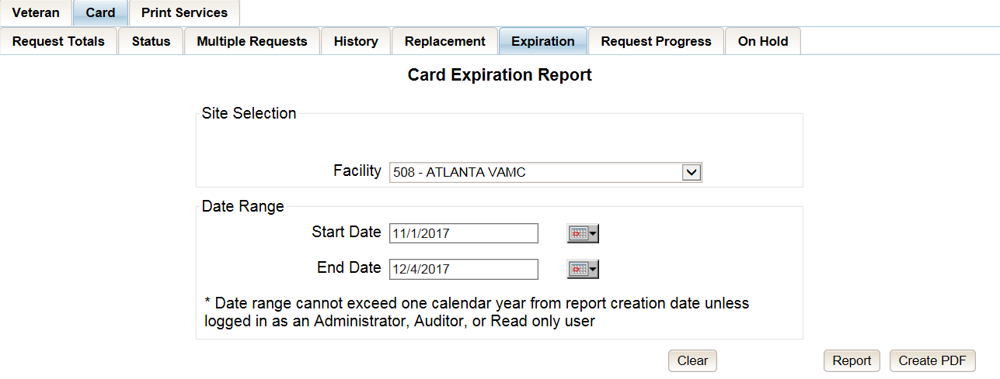 Veteran Card Print Services
Request Totals Status Multiple Requests History Replacement Expiration Request Progress On Hold
Card Expiration Report
Site Selection
Facility 508 - ATLANTA VAMC
Date Range
Start Date 11/1/2017
End Date 12/4/2017
* Date range cannot exceed one calendar year from report creation date unless
logged in as an Administrator, Auditor, or Read only user
Clear Report Create PDF